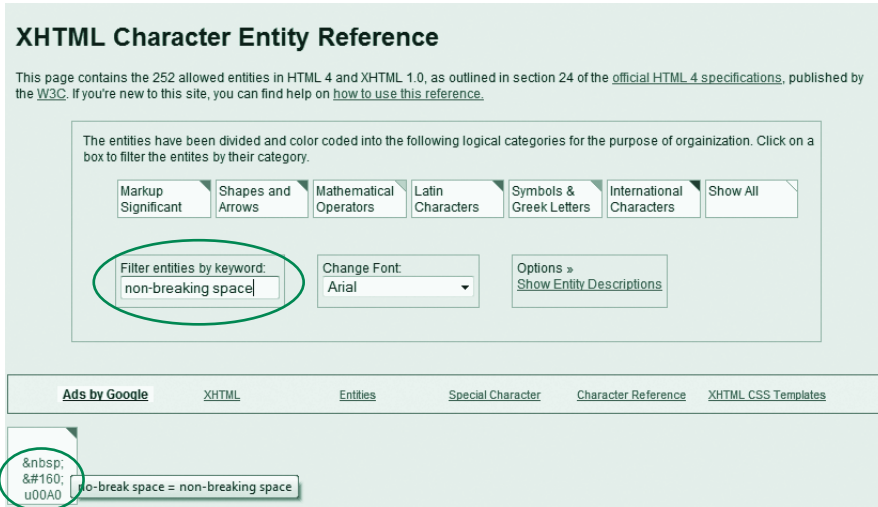 XHTML Character Entity Reference
This page contains the 252 allowed entities in HTML 4 and XHTML 1.0, as outlined in section 24 of the official HTML 4 specifications, published by
the W3C. If you're new to this site, you can find help on how to use this reference.
The entities have been divided and color coded into the following logical categories for the purpose of orgainization. Click on a
box to filter the entites by their category.
Markup Significant
Shapes and Arrows
Mathematical Operators
Latin Characters
Symbols & Greek Letters
International Characters
Show All
Filter entities by keyword:
non-breaking space
Change Font:
Arial
Options »
Show Entity Descriptions
Ads by Google XHTML Entities Special Character Character Reference XHTML CSS Templates
&nbsp;
&#160;
u00A0
no-break space = non-breaking space